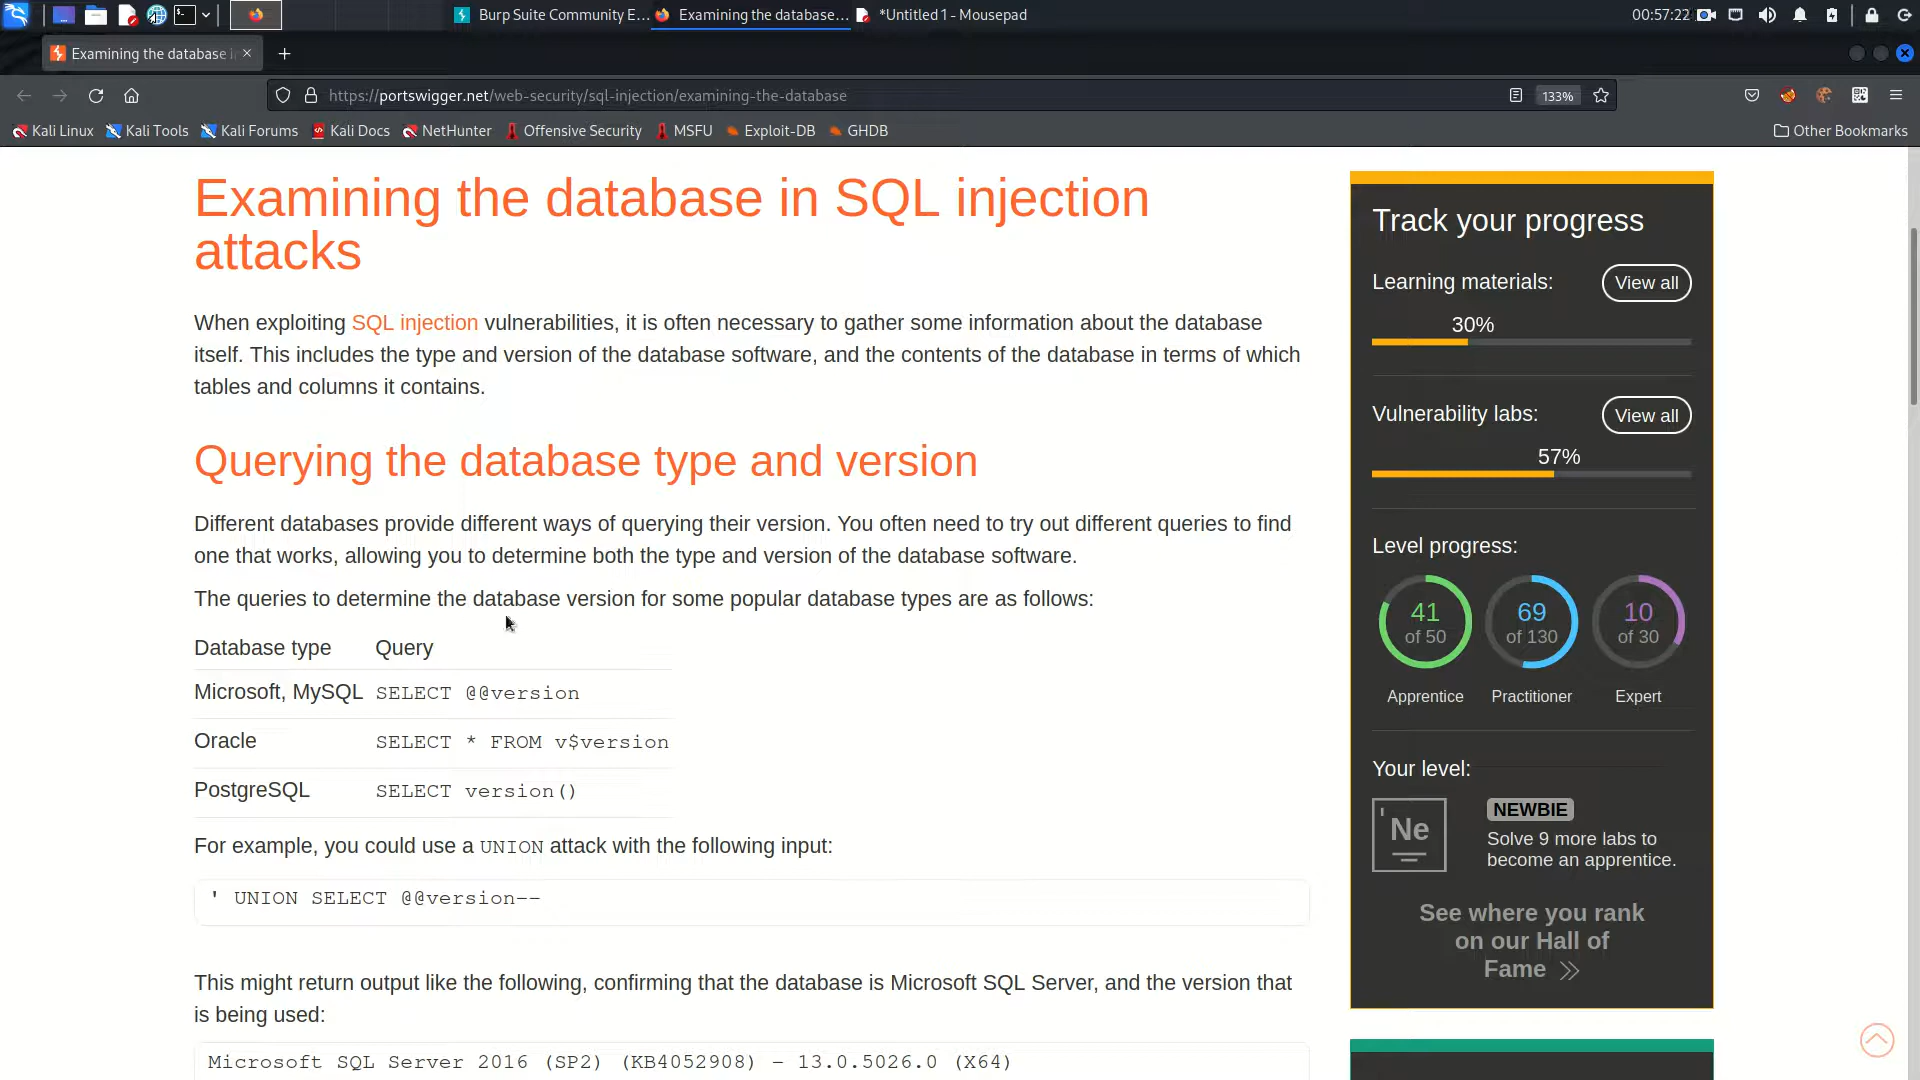 Burp Suite Community E...
Examining the database...
*Untitled 1 - Mousepad
00:57:22
Examining the database i
https://portswigger.net/web-security/sql-injection/examining-the-database
133%
Kali Linux
Kali Tools
Kali Forums
Kali Docs
NetHunter
Offensive Security
MSFU
Exploit-DB
GHDB
Other Bookmarks
Examining the database in SQL injection
attacks
When exploiting SQL injection vulnerabilities, it is often necessary to gather some information about the database
itself. This includes the type and version of the database software, and the contents of the database in terms of which
tables and columns it contains.
Querying the database type and version
Different databases provide different ways of querying their version. You often need to try out different queries to find
one that works, allowing you to determine both the type and version of the database software.
The queries to determine the database version for some popular database types are as follows:
Database type Query
Microsoft, MySQL SELECT @@version
Oracle SELECT * FROM v$version
PostgreSQL SELECT version()
For example, you could use a UNION attack with the following input:
' UNION SELECT @@version--
This might return output like the following, confirming that the database is Microsoft SQL Server, and the version that
is being used:
Microsoft SQL Server 2016 (SP2) (KB4052908) - 13.0.5026.0 (X64)
Track your progress
Learning materials: View all
30%
Vulnerability labs: View all
57%
Level progress:
41 69 10
of 50 of 130 of 30
Apprentice Practitioner Expert
Your level:
Ne
NEWBIE
Solve 9 more labs to
become an apprentice.
See where you rank
on our Hall of
Fame